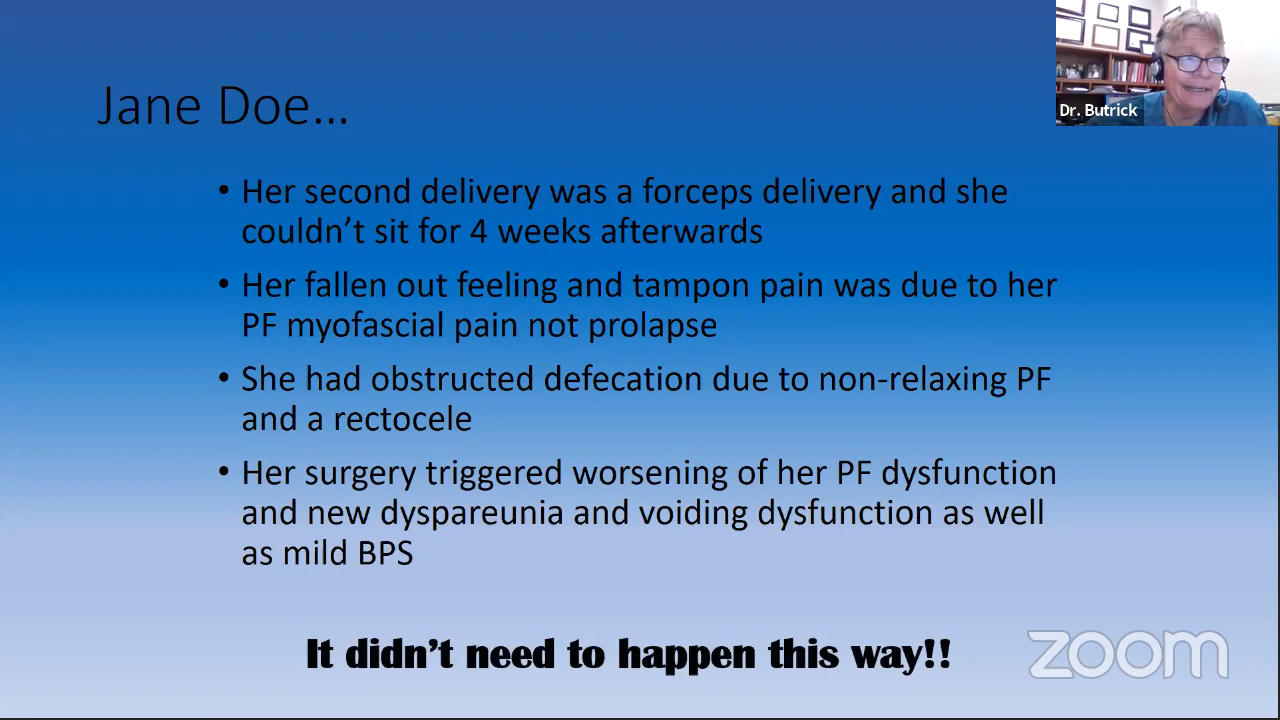 Jane Doe…
Dr. Butrick
• Her second delivery was a forceps delivery and she
couldn’t sit for 4 weeks afterwards
• Her fallen out feeling and tampon pain was due to her
PF myofascial pain not prolapse
• She had obstructed defecation due to non-relaxing PF
and a rectocele
• Her surgery triggered worsening of her PF dysfunction
and new dyspareunia and voiding dysfunction as well
as mild BPS
It didn’t need to happen this way!!
zoom